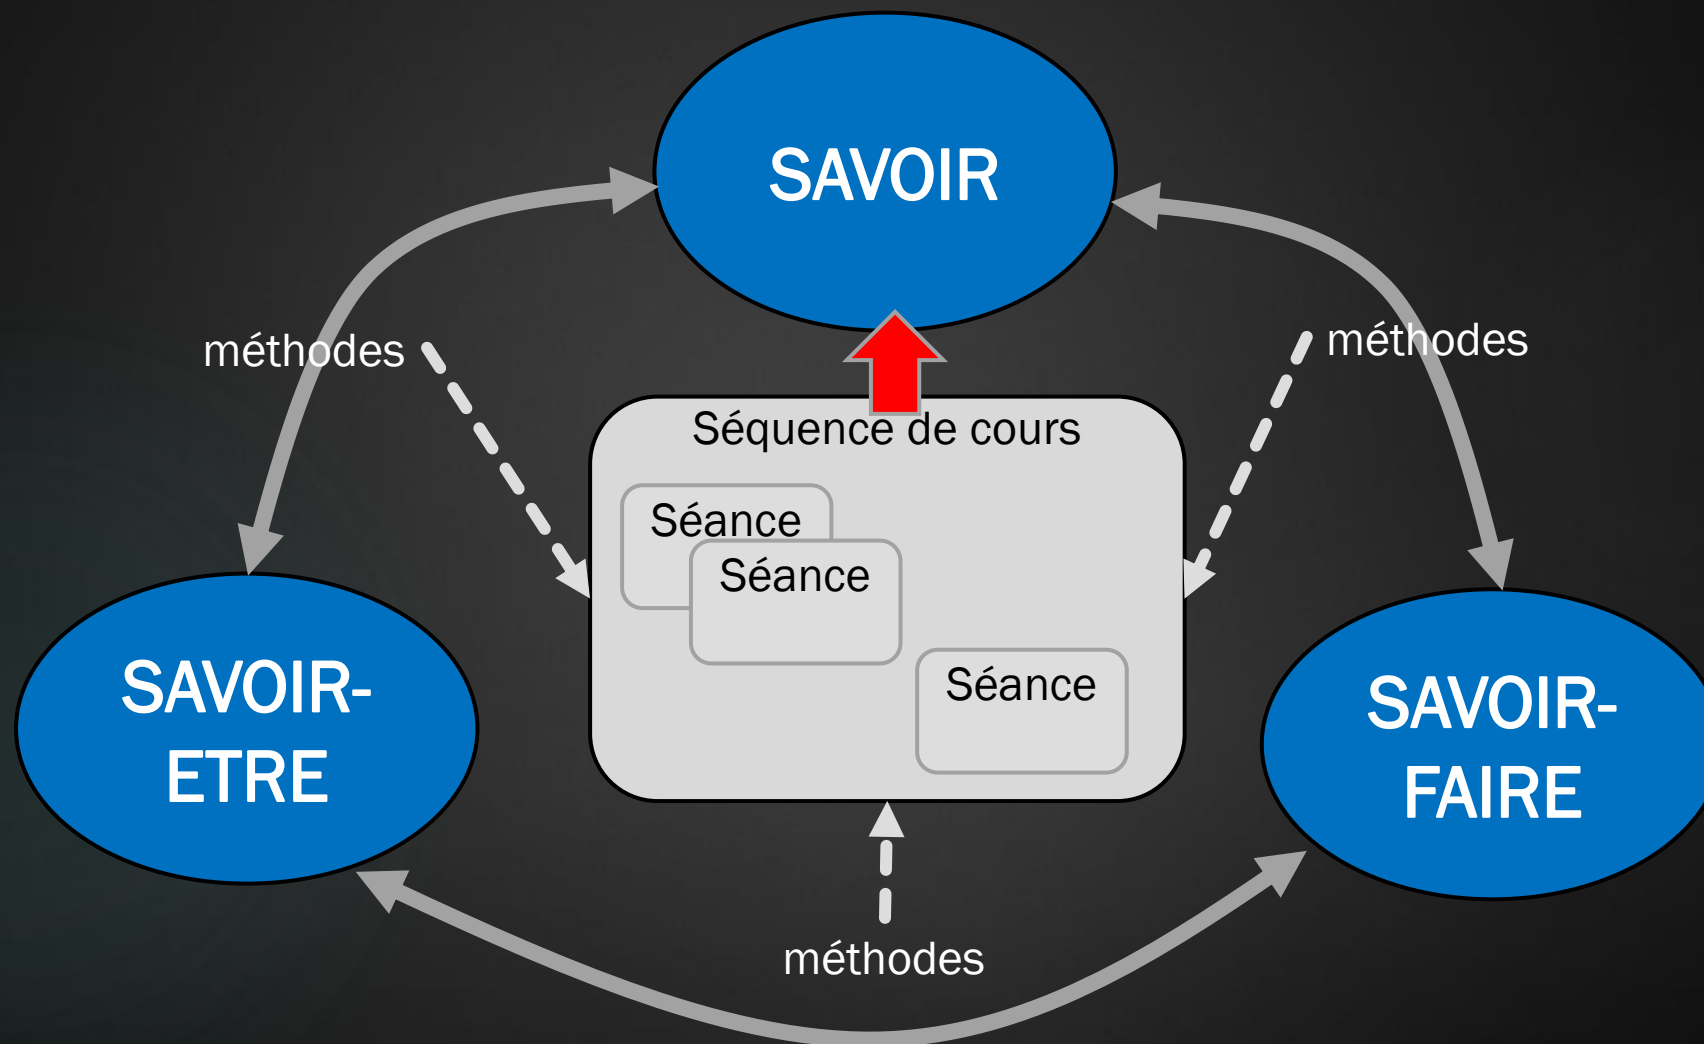 SAVOIR
méthodes
méthodes
Séquence de cours
Séance
Séance
Séance
SAVOIR-
ETRE
SAVOIR-
FAIRE
méthodes